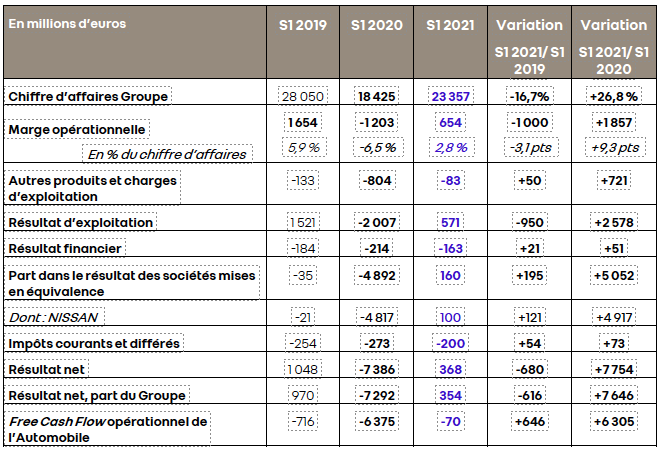 En millions d'euros S1 2019 S1 2020 S1 2021 Variation Variation
S1 2021/ S1 S1 2021/ S1
2019 2020
Chiffre d'affaires Groupe 28 050 18 425 23 357 -16,7% +26,8 %
Marge opérationnelle 1 654 -1 203 654 -1 000 +1 857
En % du chiffre d'affaires 5,9 % -6,5 % 2,8 % -3,1 pts +9,3 pts
Autres produits et charges -133 -804 -83 +50 +721
d'exploitation
Résultat d'exploitation 1 521 -2 007 571 -950 +2 578
Résultat financier -184 -214 -163 +21 +51
Part dans le résultat des sociétés mises -35 -4 892 160 +195 +5 052
en équivalence
Dont : NISSAN -21 -4 817 100 +121 +4 917
Impôts courants et différés -254 -273 -200 +54 +73
Résultat net 1 048 -7 386 368 -680 +7 754
Résultat net, part du Groupe 970 -7 292 354 -616 +7 646
Free Cash Flow opérationnel de -716 -6 375 -70 +646 +6 305
l'Automobile